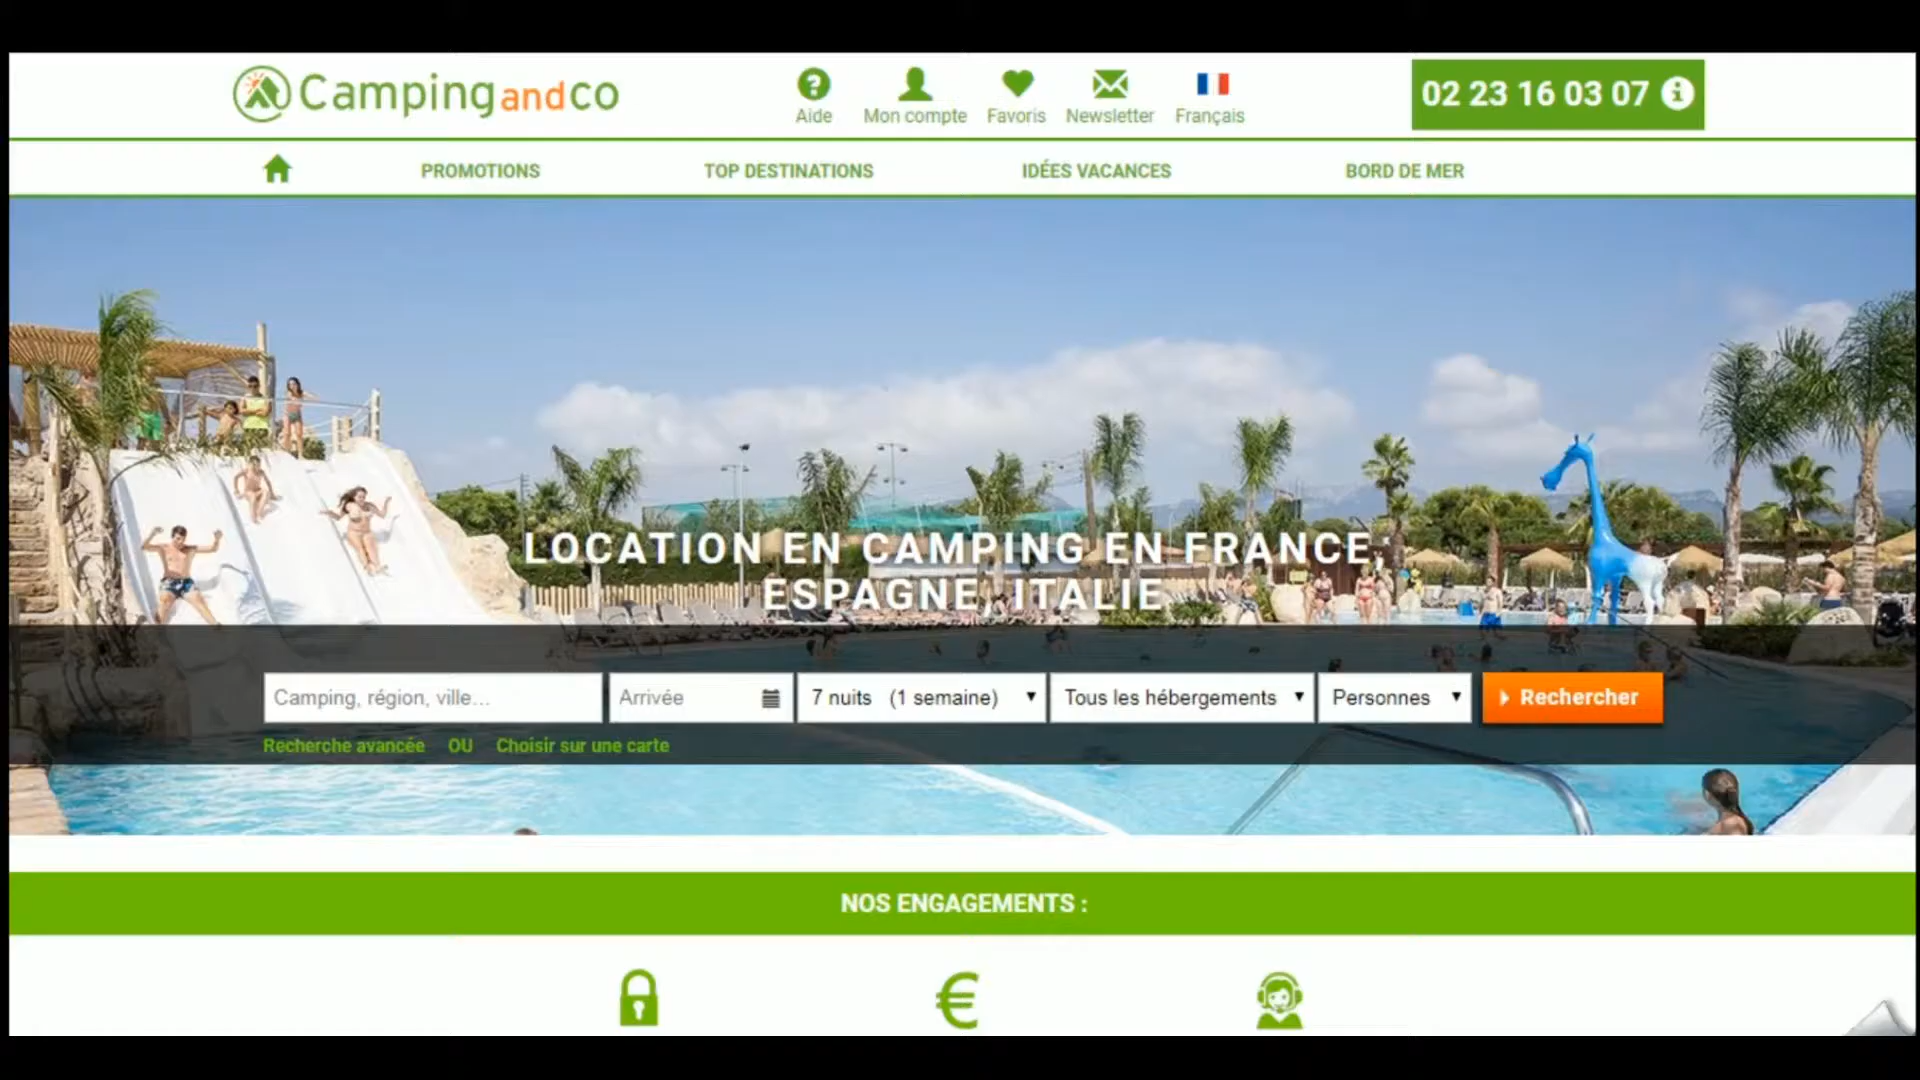 Campingandco
Aide
Mon compte
Favoris
Newsletter
Français
02 23 16 03 07
PROMOTIONS
TOP DESTINATIONS
IDÉES VACANCES
BORD DE MER
LOCATION EN CAMPING EN FRANCE,
ESPAGNE, ITALIE
Camping, région, ville...
Arrivée
7 nuits (1 semaine)
Tous les hébergements
Personnes
Rechercher
Recherche avancée OU Choisir sur une carte
NOS ENGAGEMENTS :